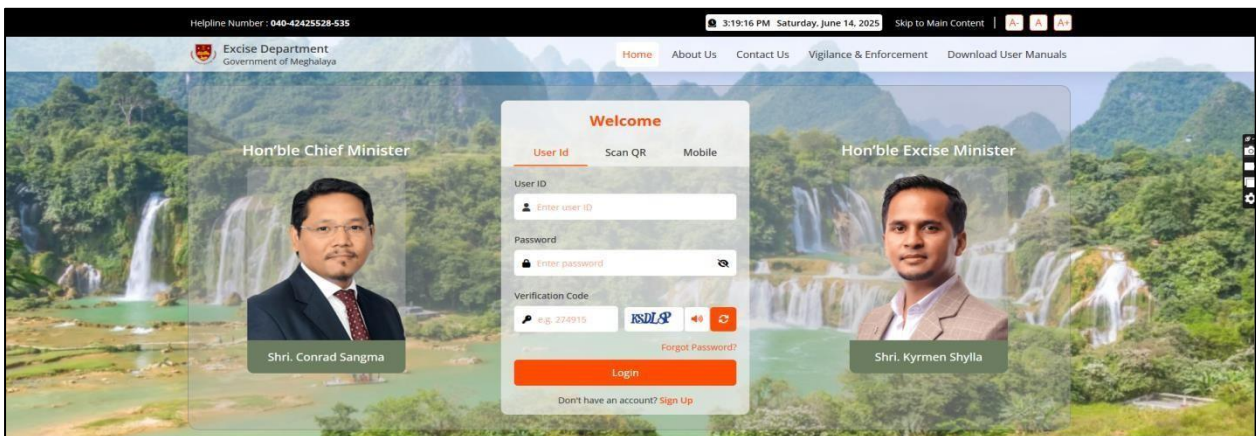 Helpline Number : 040-42425528-535
3:19:16 PM Saturday, June 14, 2025
Skip to Main Content | A- A A+
Excise Department
Government of Meghalaya
Home About Us Contact Us Vigilance & Enforcement Download User Manuals
Hon'ble Chief Minister
Shri. Conrad Sangma
Welcome
User Id Scan QR Mobile
User ID
Enter user ID
Password
Enter password
Verification Code
e.g. 274915
Forgot Password?
Login
Don't have an account? Sign Up
Hon'ble Excise Minister
Shri. Kyrmen Shylla